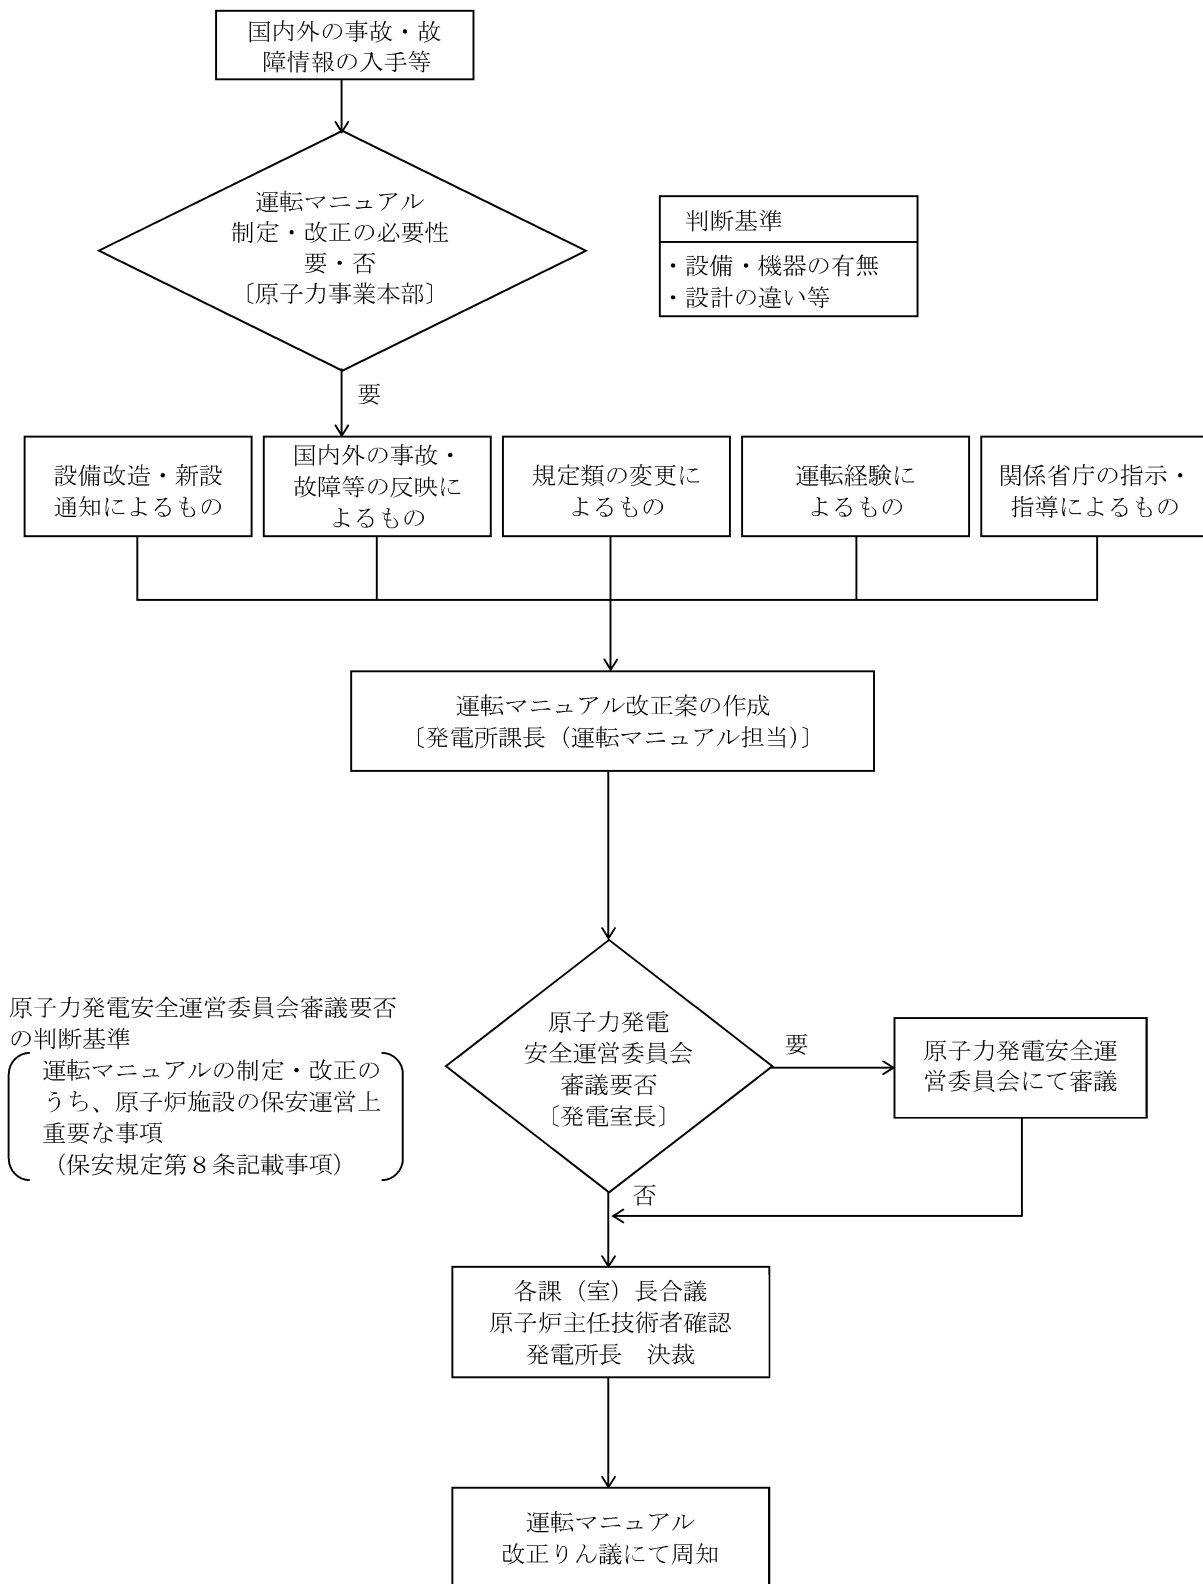 国内外の事故・故
障情報の入手等
運転マニュアル
制定・改正の必要性
要・否
〔原子力事業本部〕
判断基準
・設備・機器の有無
・設計の違い等
要
設備改造・新設
通知によるもの
国内外の事故・
故障等の反映に
よるもの
規定類の変更に
よるもの
運転経験に
よるもの
関係省庁の指示・
指導によるもの
運転マニュアル改正案の作成
〔発電所課長（運転マニュアル担当）〕
原子力発電安全運営委員会審議要否
の判断基準
運転マニュアルの制定・改正の
うち、原子炉施設の保安運営上
重要な事項
（保安規定第８条記載事項）
原子力発電
安全運営委員会
審議要否
〔発電室長〕
要
原子力発電安全運
営委員会にて審議
否
各課（室）長合議
原子炉主任技術者確認
発電所長　決裁
運転マニュアル
改正りん議にて周知